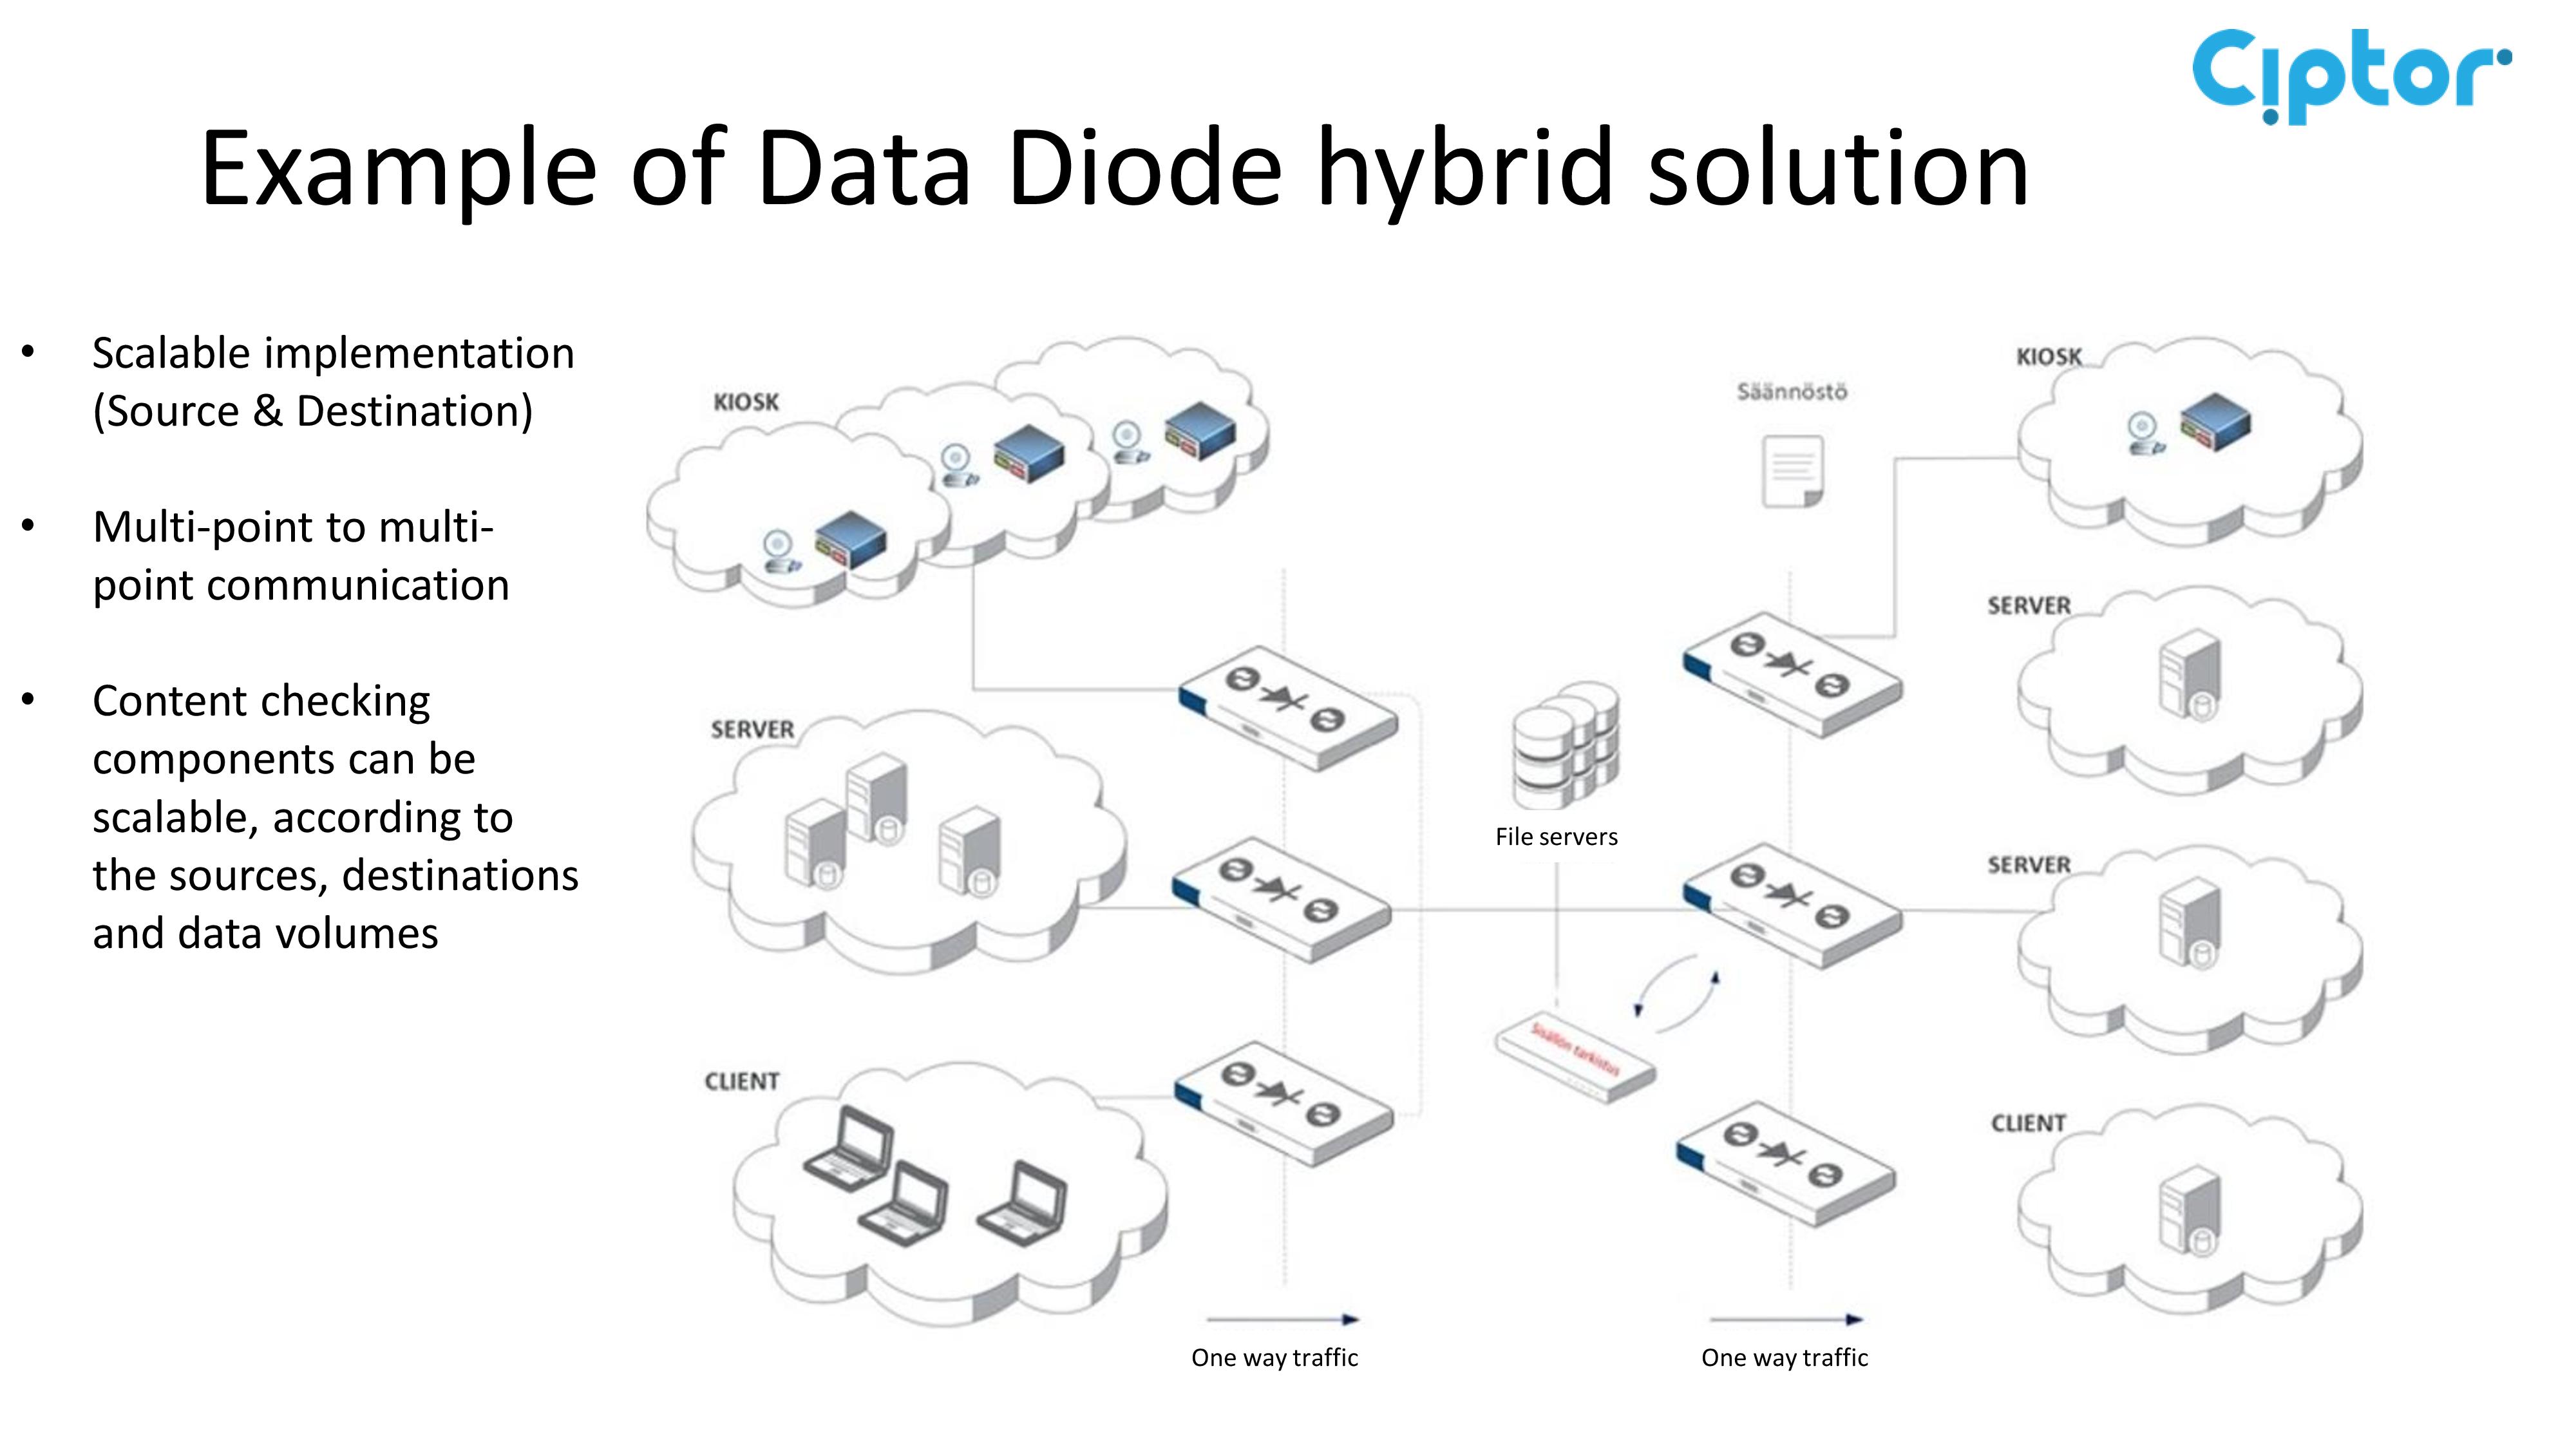 Ciptor
Example of Data Diode hybrid solution
• Scalable implementation
(Source & Destination)
• Multi-point to multi-
point communication
• Content checking
components can be
scalable, according to
the sources, destinations
and data volumes
KIOSK
SERVER
CLIENT
File servers
Sisällön tarkistus
Säännöstö
KIOSK
SERVER
SERVER
CLIENT
One way traffic
One way traffic